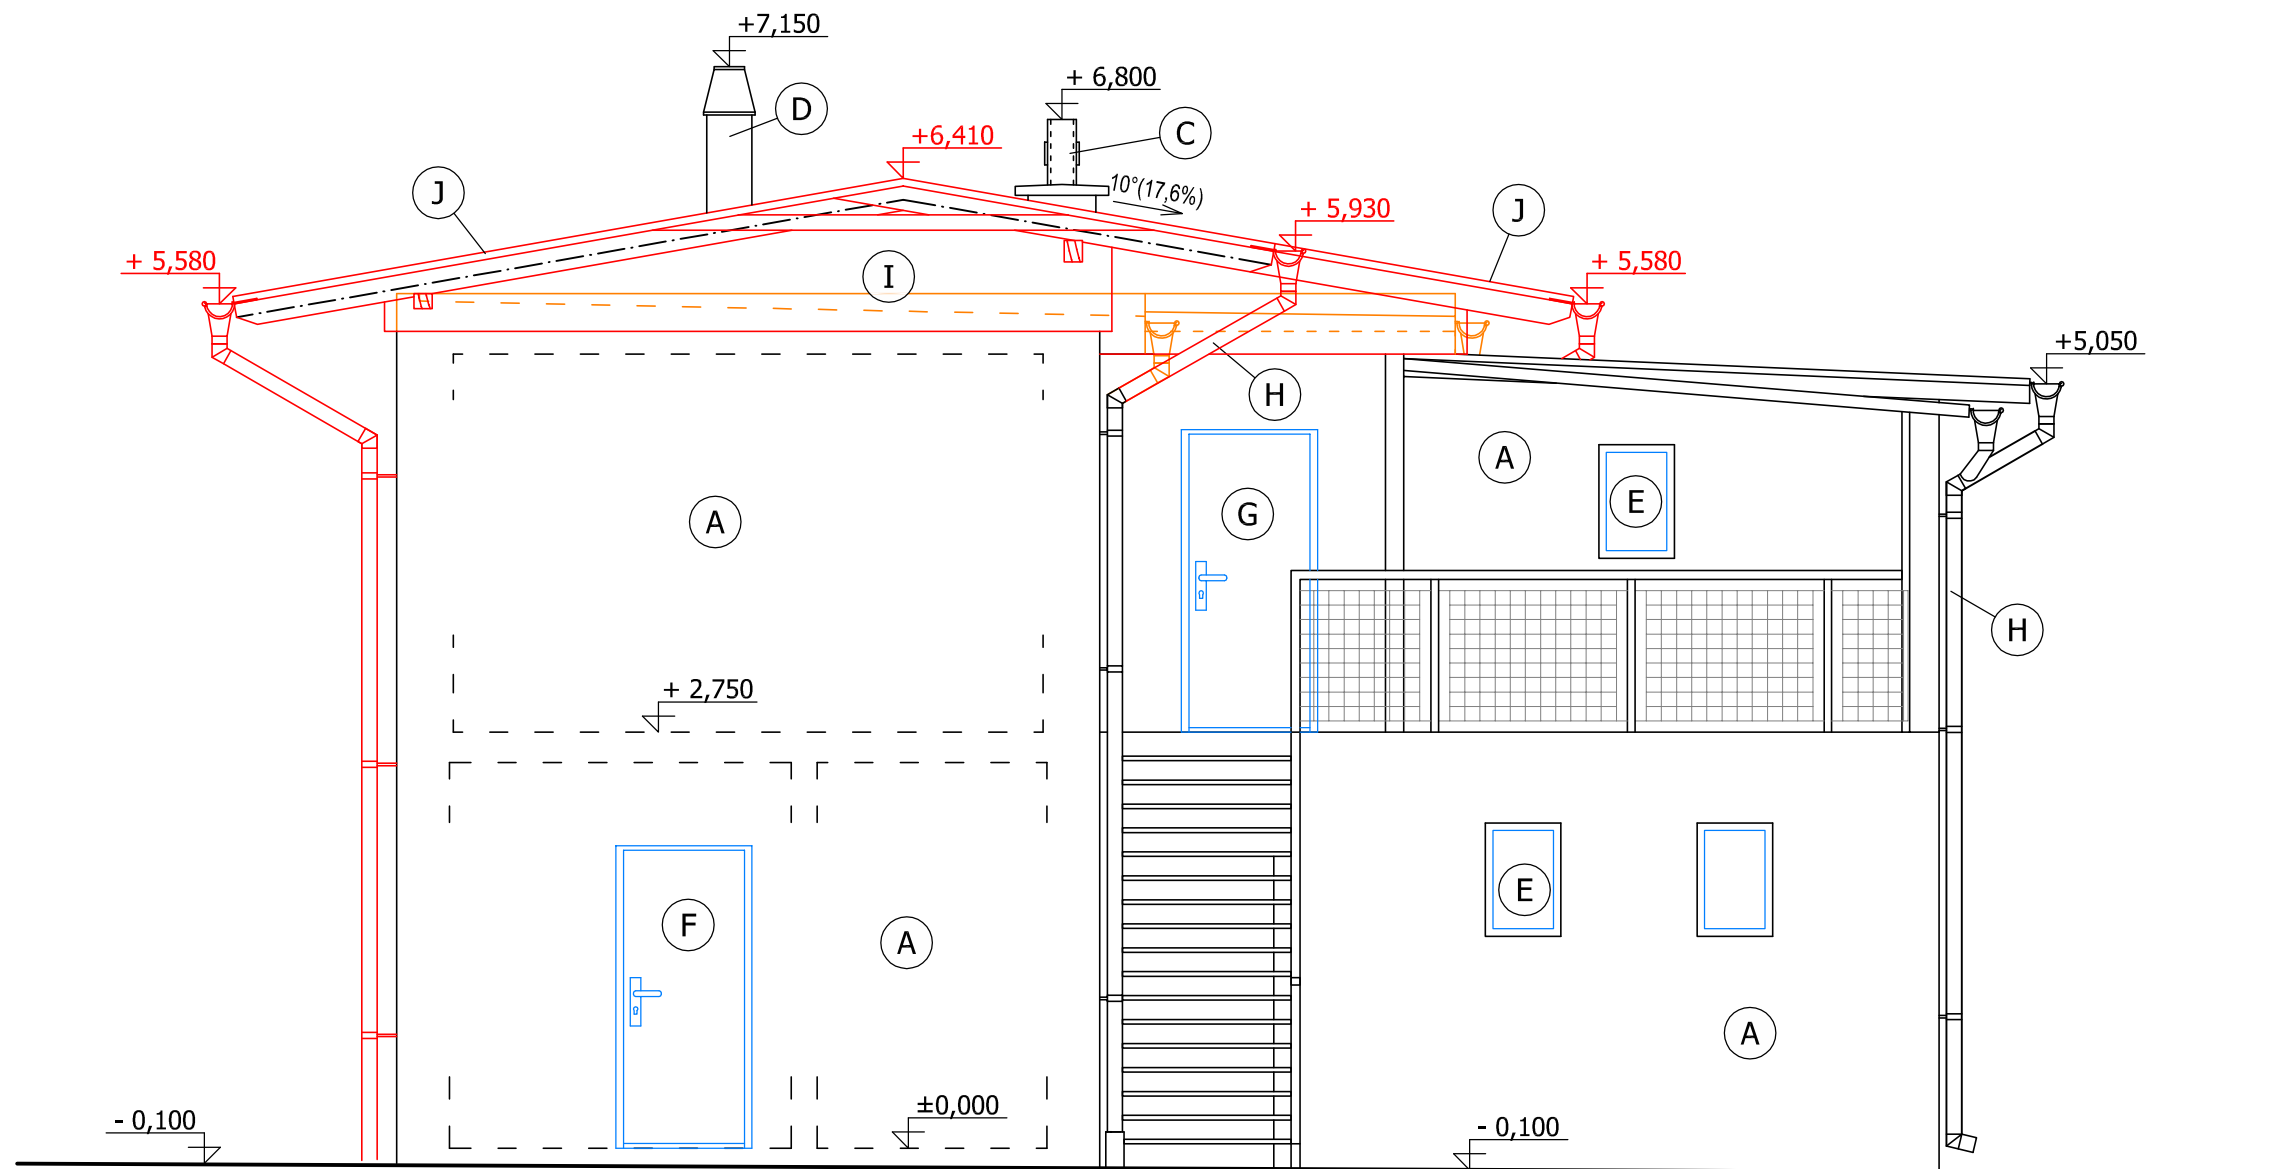 +7,150
+ 6,800
D
C
+6,410
10°(17,6%)
J
+ 5,930
J
+ 5,580
I
+ 5,580
+5,050
H
A
E
A
G
H
+ 2,750
E
F
A
A
±0,000
- 0,100
- 0,100